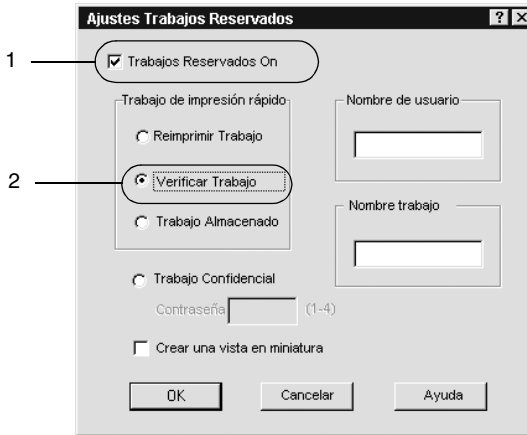 Ajustes Trabajos Reservados
1
Trabajos Reservados On
Trabajo de impresión rápido
Reimprimir Trabajo
2
Verificar Trabajo
Trabajo Almacenado
Nombre de usuario
Nombre trabajo
Trabajo Confidencial
Contraseña (1-4)
Crear una vista en miniatura
OK Cancelar Ayuda